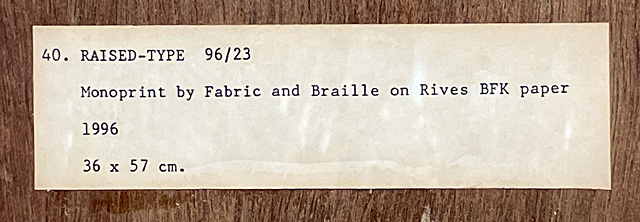 40. RAISED-TYPE 96/23
Monoprint by Fabric and Braille on Rives BFK paper
1996
36 x 57 cm.